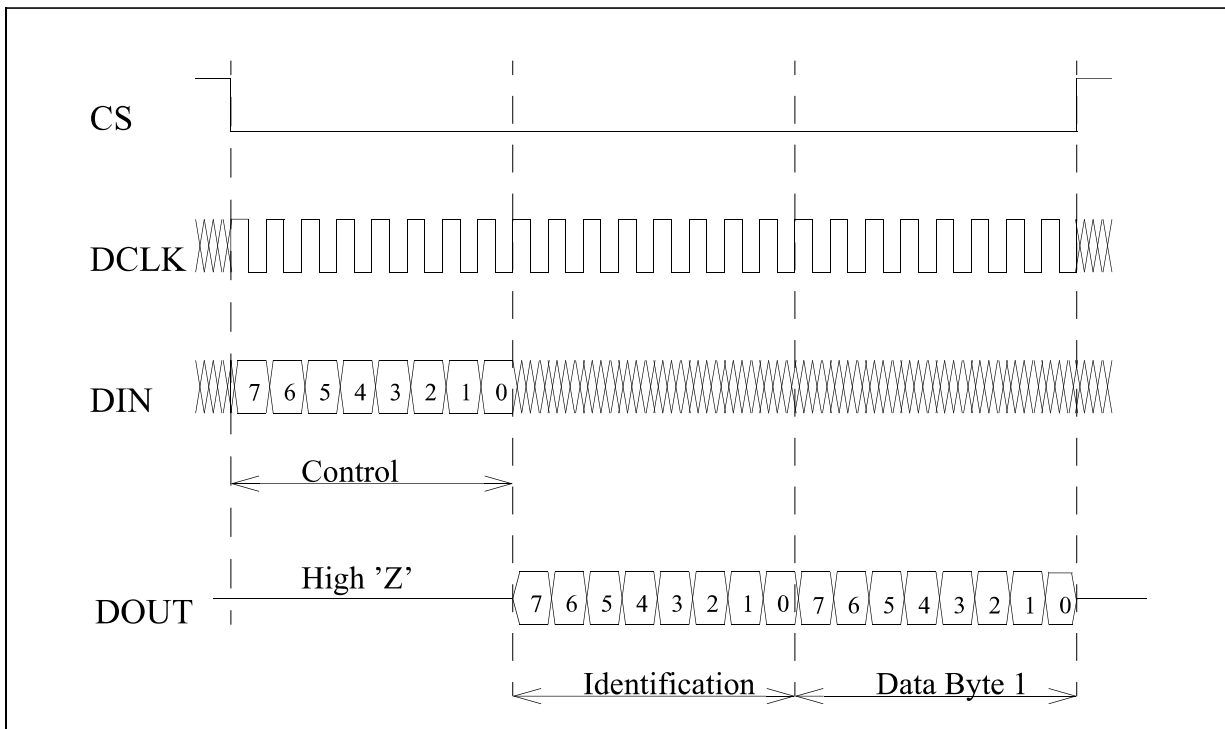 CS
DCLK
DIN
7 6 5 4 3 2 1 0
Control
High ’Z’
DOUT
7 6 5 4 3 2 1 0 7 6 5 4 3 2 1 0
Identification
Data Byte 1